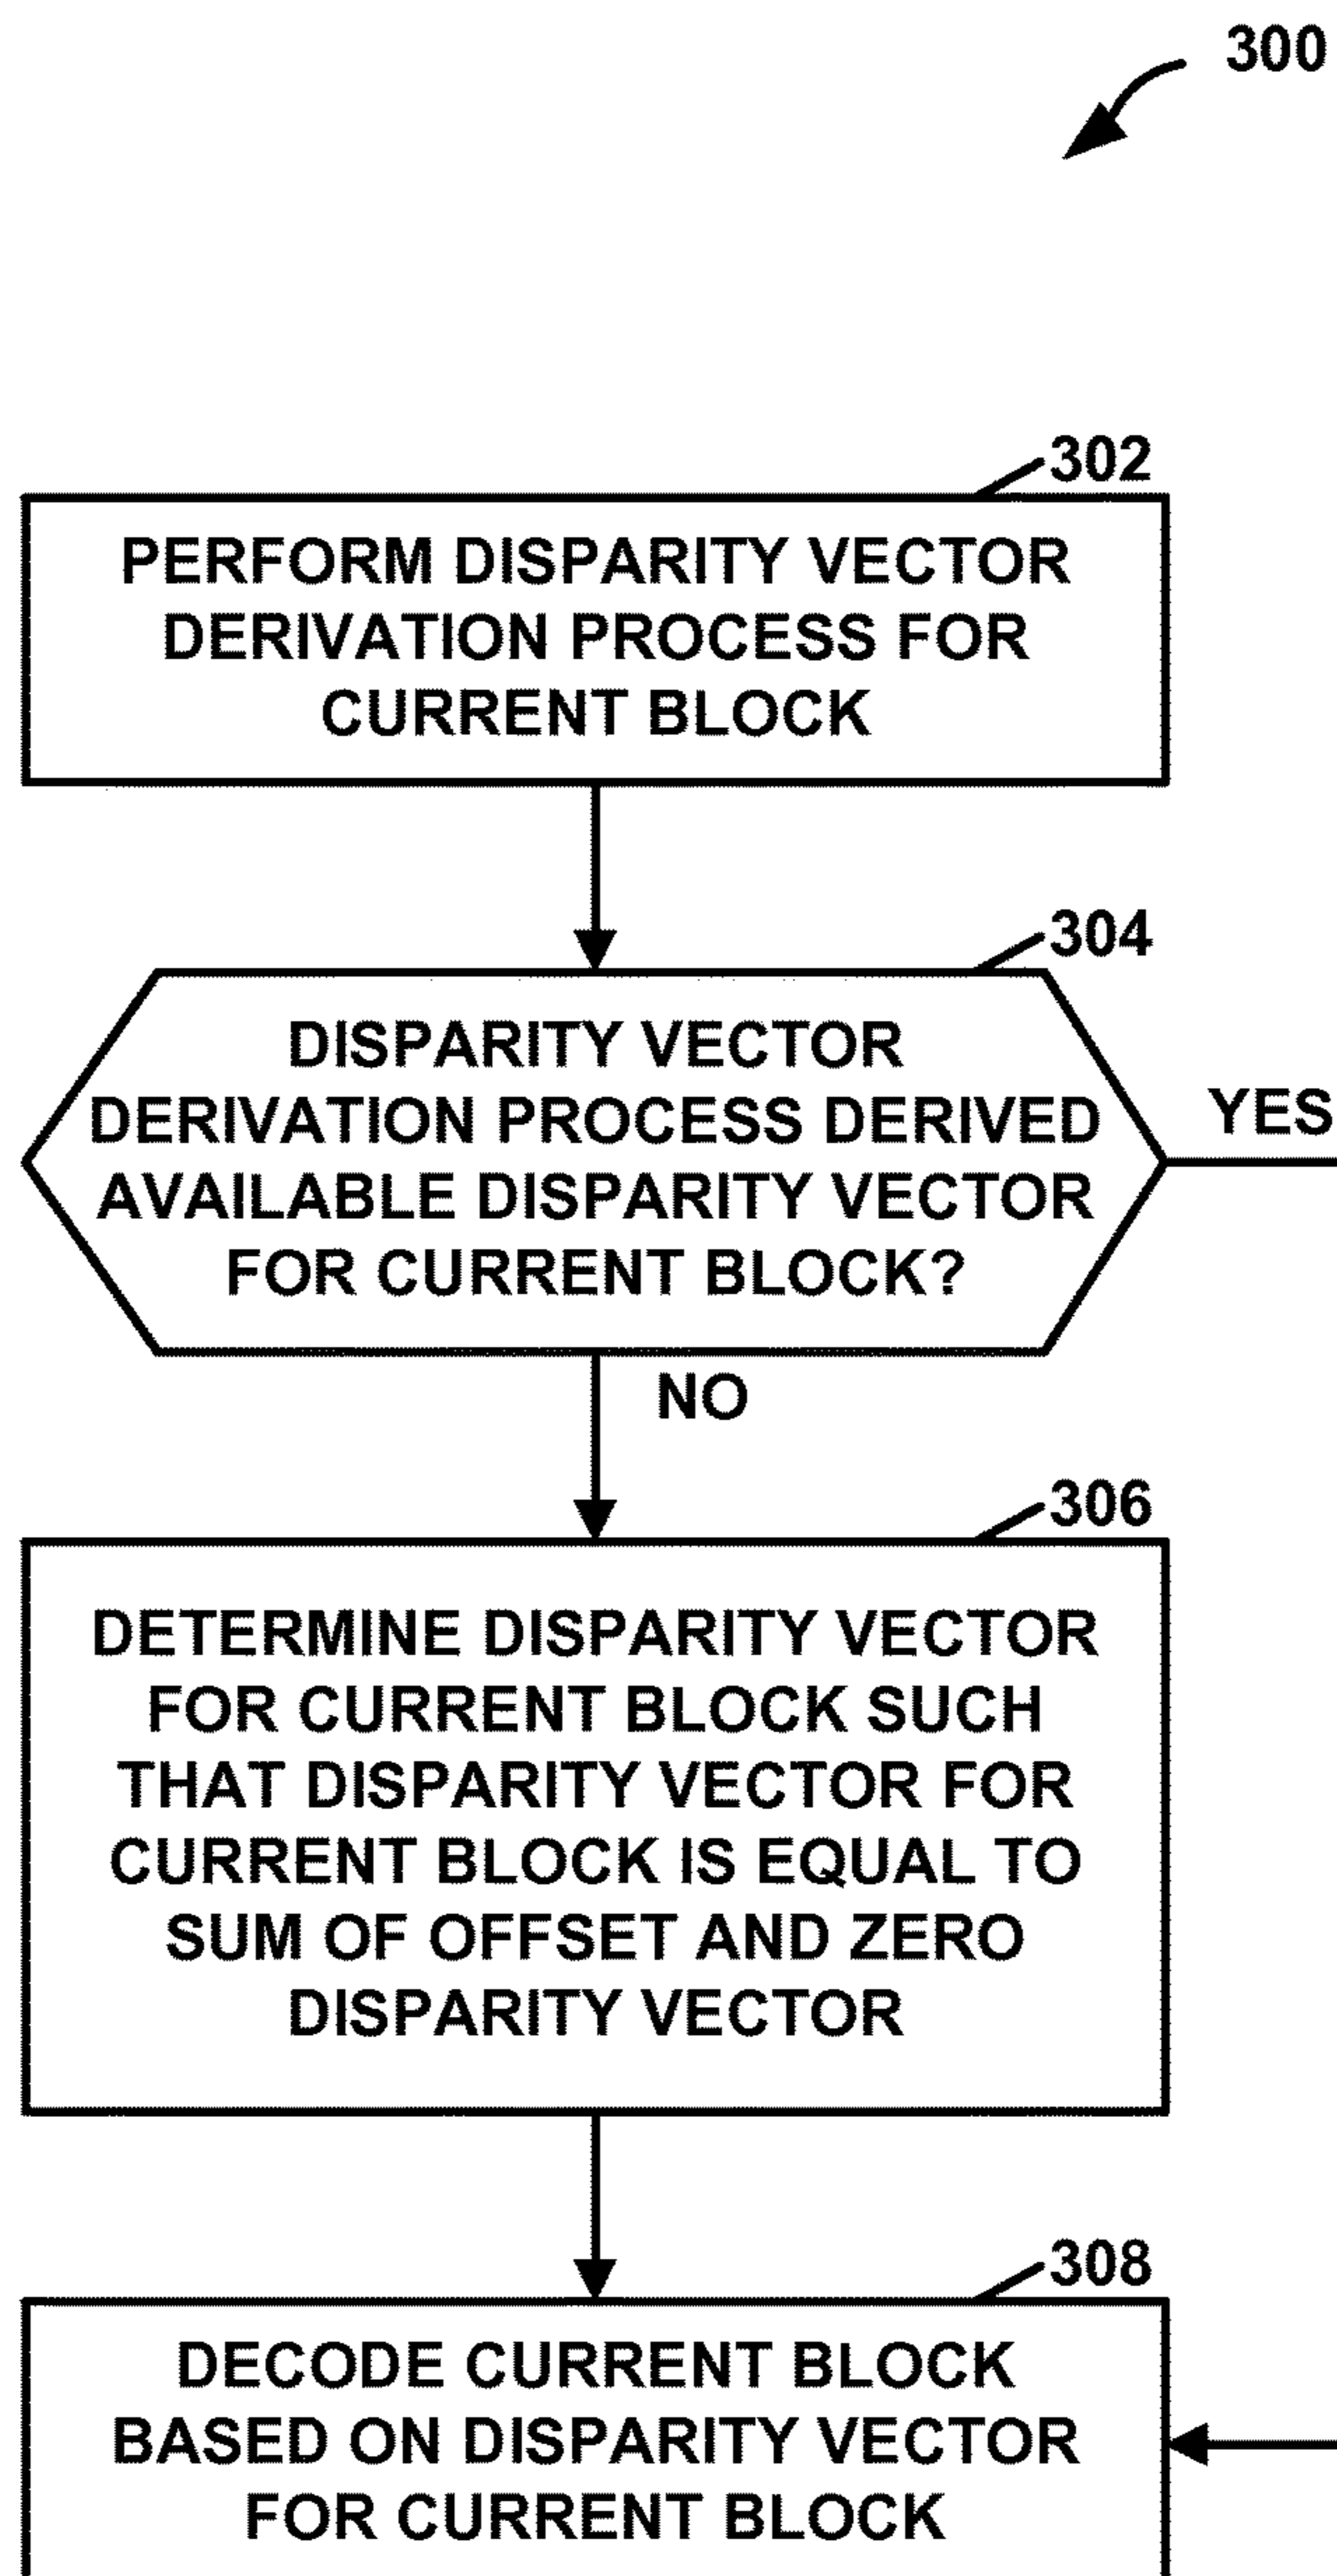 300
302
PERFORM DISPARITY VECTOR
DERIVATION PROCESS FOR
CURRENT BLOCK
304
DISPARITY VECTOR
DERIVATION PROCESS DERIVED
AVAILABLE DISPARITY VECTOR
FOR CURRENT BLOCK?
YES
NO
306
DETERMINE DISPARITY VECTOR
FOR CURRENT BLOCK SUCH
THAT DISPARITY VECTOR FOR
CURRENT BLOCK IS EQUAL TO
SUM OF OFFSET AND ZERO
DISPARITY VECTOR
308
DECODE CURRENT BLOCK
BASED ON DISPARITY VECTOR
FOR CURRENT BLOCK